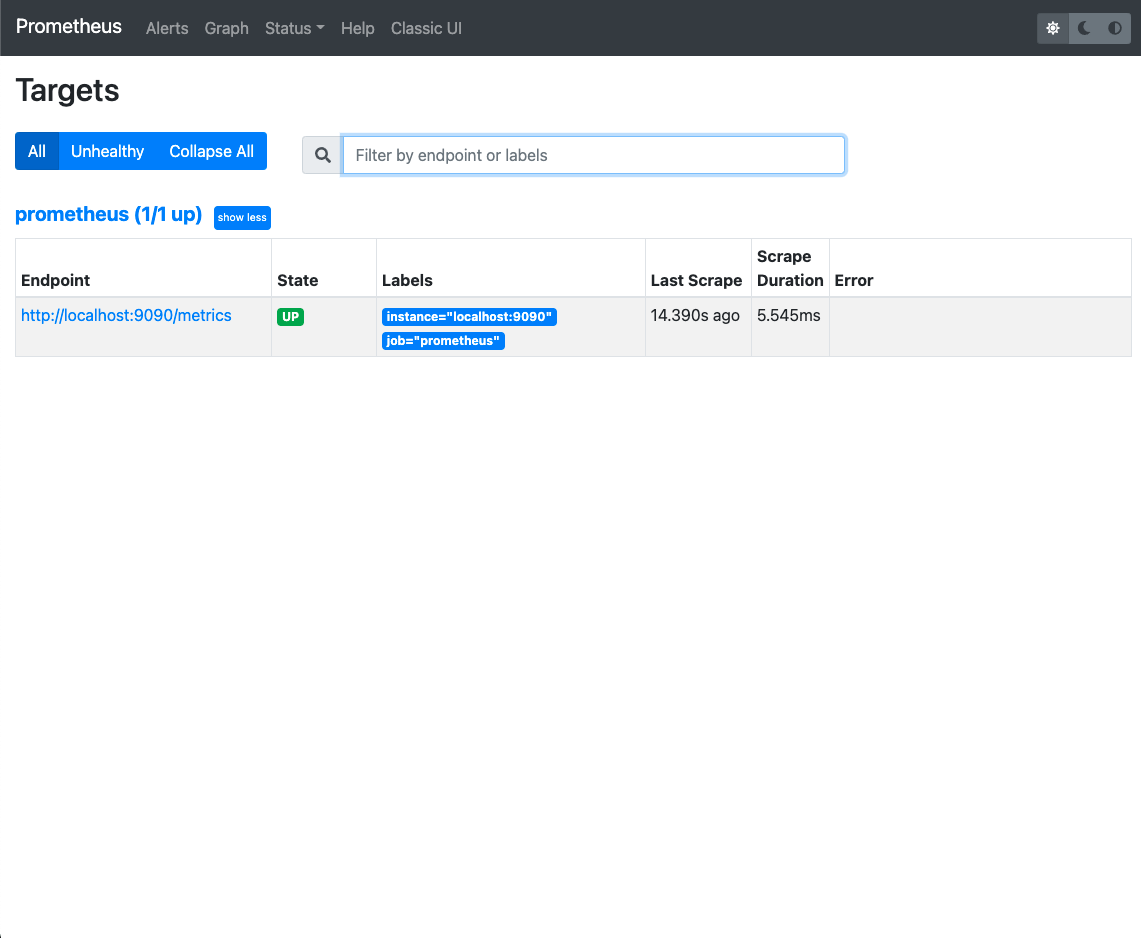 Prometheus Alerts Graph Status Help Classic UI
Targets
All Unhealthy Collapse All
Filter by endpoint or labels
prometheus (1/1 up) show less
Endpoint State Labels Last Scrape Scrape Duration Error
http://localhost:9090/metrics UP instance="localhost:9090" 14.390s ago 5.545ms
job="prometheus"